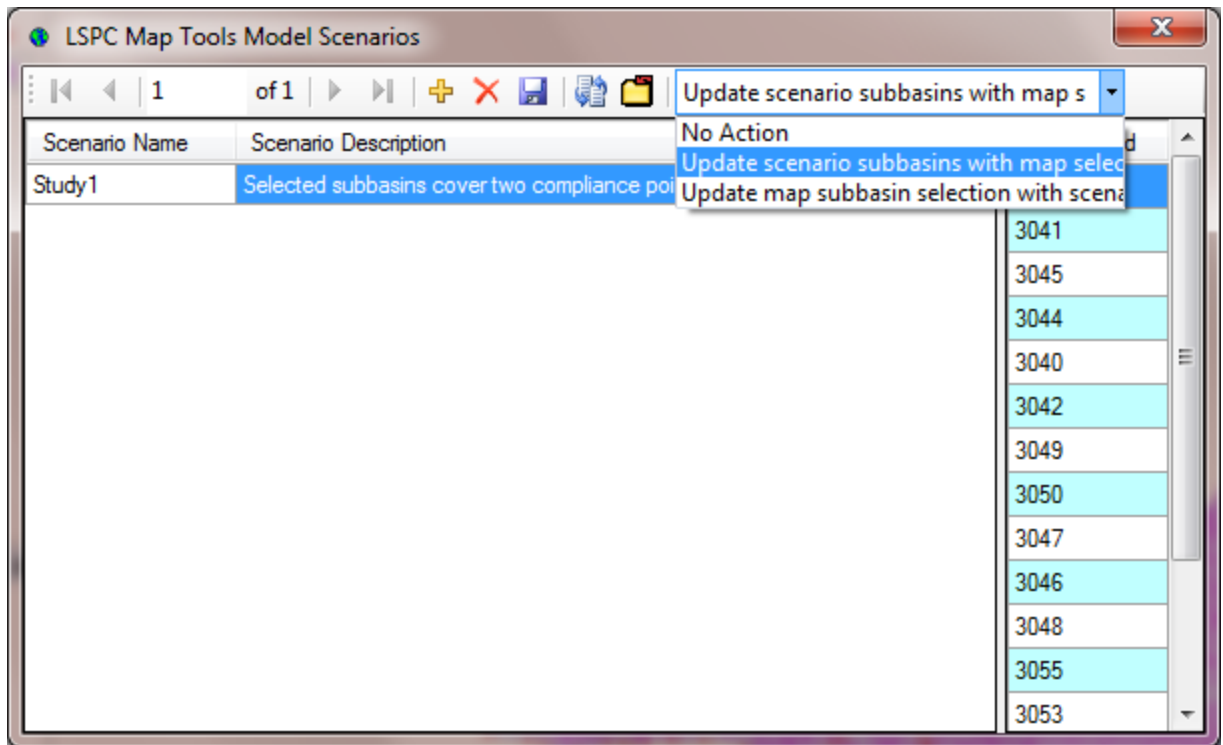 LSPC Map Tools Model Scenarios
1 of 1 Update scenario subbasins with map s
No Action
Update scenario subbasins with map selec
Update map subbasin selection with scena
Scenario Name Scenario Description d
Study1 Selected subbasins cover two compliance poi
3041
3045
3044
3040
3042
3049
3050
3047
3046
3048
3055
3053